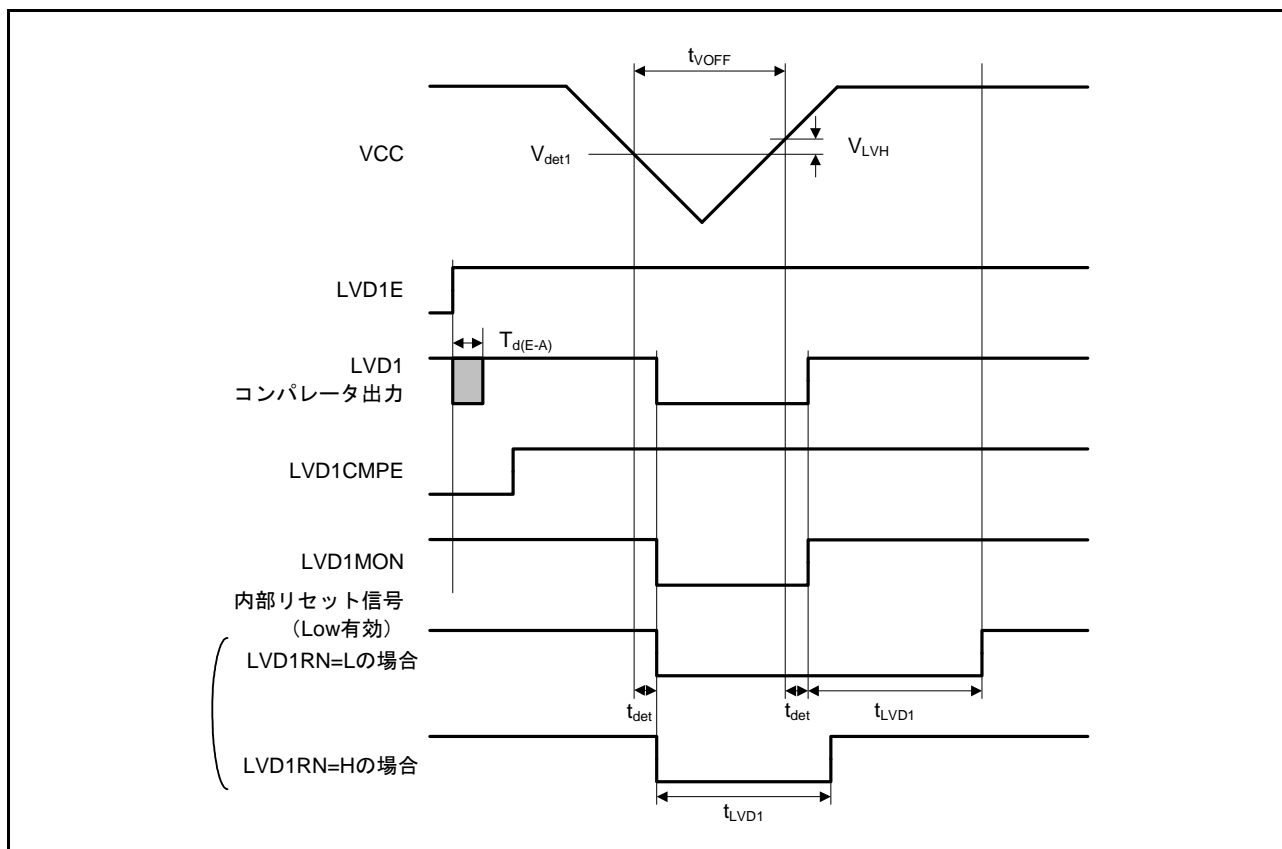 tVOFF
VCC
Vdet1
VLVH
LVD1E
Td(E-A)
LVD1
コンパレータ出力
LVD1CMPE
LVD1MON
内部リセット信号
（Low有効）
LVD1RN=Lの場合
tdet
tdet
tLVD1
LVD1RN=Hの場合
tLVD1